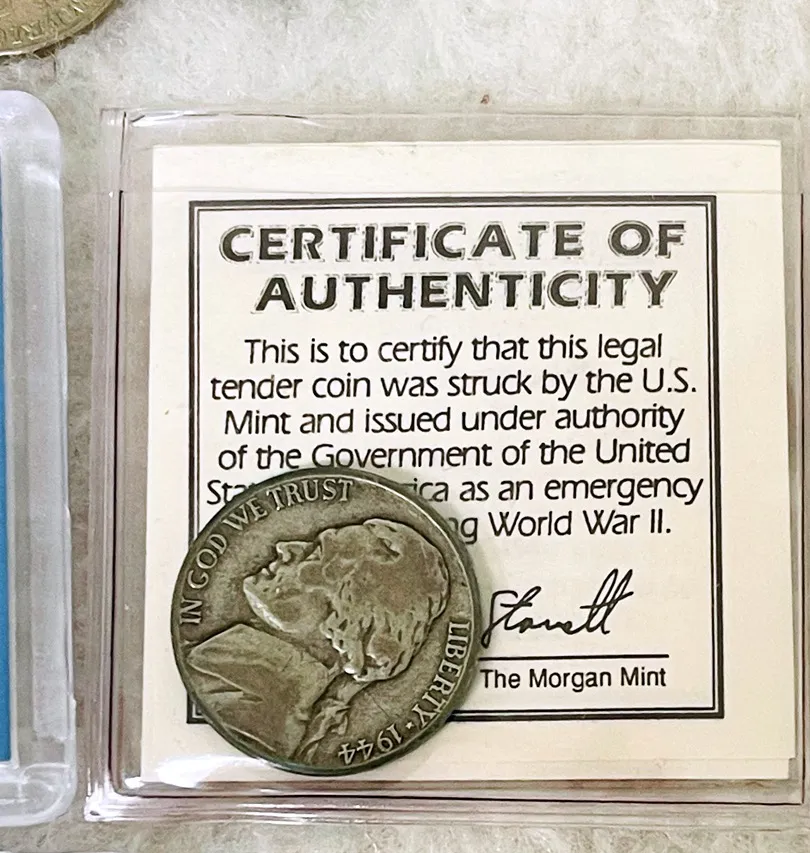 CERTIFICATE OF
AUTHENTICITY
This is to certify that this legal
tender coin was struck by the U.S.
Mint and issued under authority
of the Government of the United
as an emergency
World War II.
The Morgan Mint
IN GOD WE TRUST
LIBERTY ★ 1944